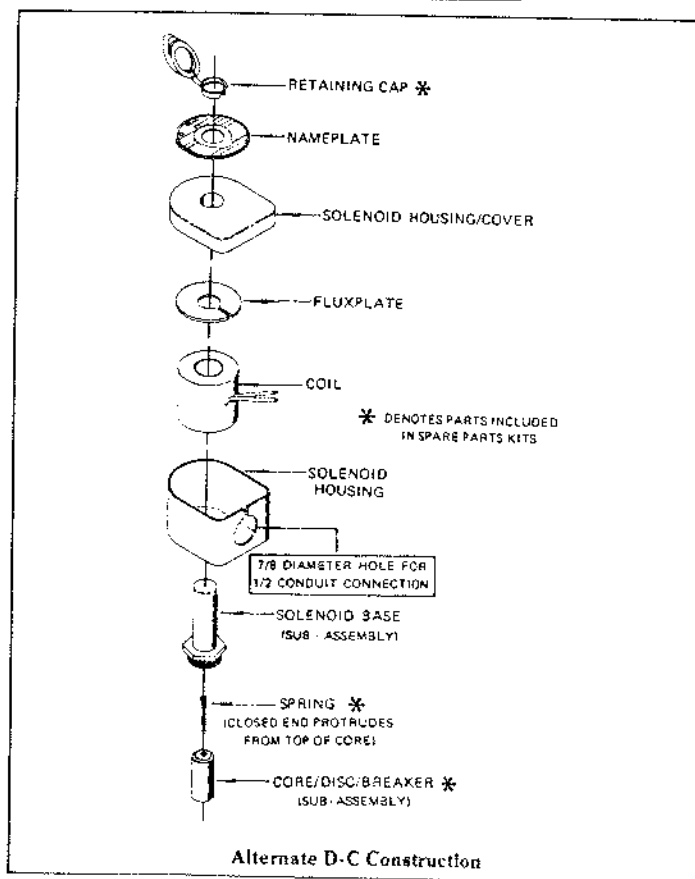 RETAINING CAP *
NAMEPLATE
SOLENOID HOUSING/COVER
FLUXPLATE
COIL
* DENOTES PARTS INCLUDED
IN SPARE PARTS KITS
SOLENOID
HOUSING
7/8 DIAMETER HOLE FOR
1/2 CONDUIT CONNECTION
SOLENOID BASE
(SUB - ASSEMBLY)
SPRING *
(CLOSED END PROTRUDES
FROM TOP OF CORE)
CORE/DISC/BREAKER *
(SUB-ASSEMBLY)
Alternate D-C Construction